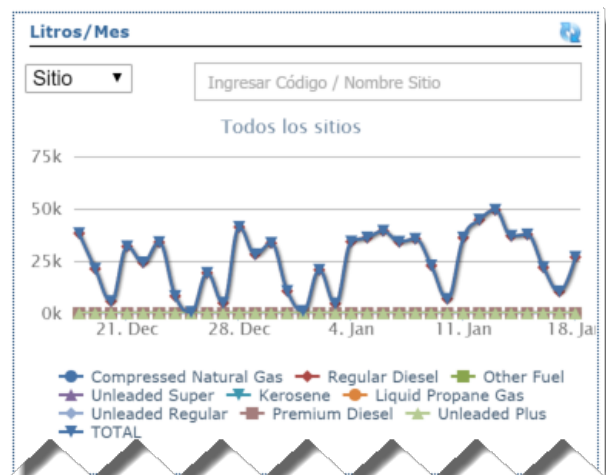 Litros/Mes
Sitio
Ingresar Código / Nombre Sitio
Todos los sitios
75k
50k
25k
0k
21. Dec 28. Dec 4. Jan 11. Jan 18. Ja
Compressed Natural Gas Regular Diesel Other Fuel
Unleaded Super Kerosene Liquid Propane Gas
Unleaded Regular Premium Diesel Unleaded Plus
TOTAL